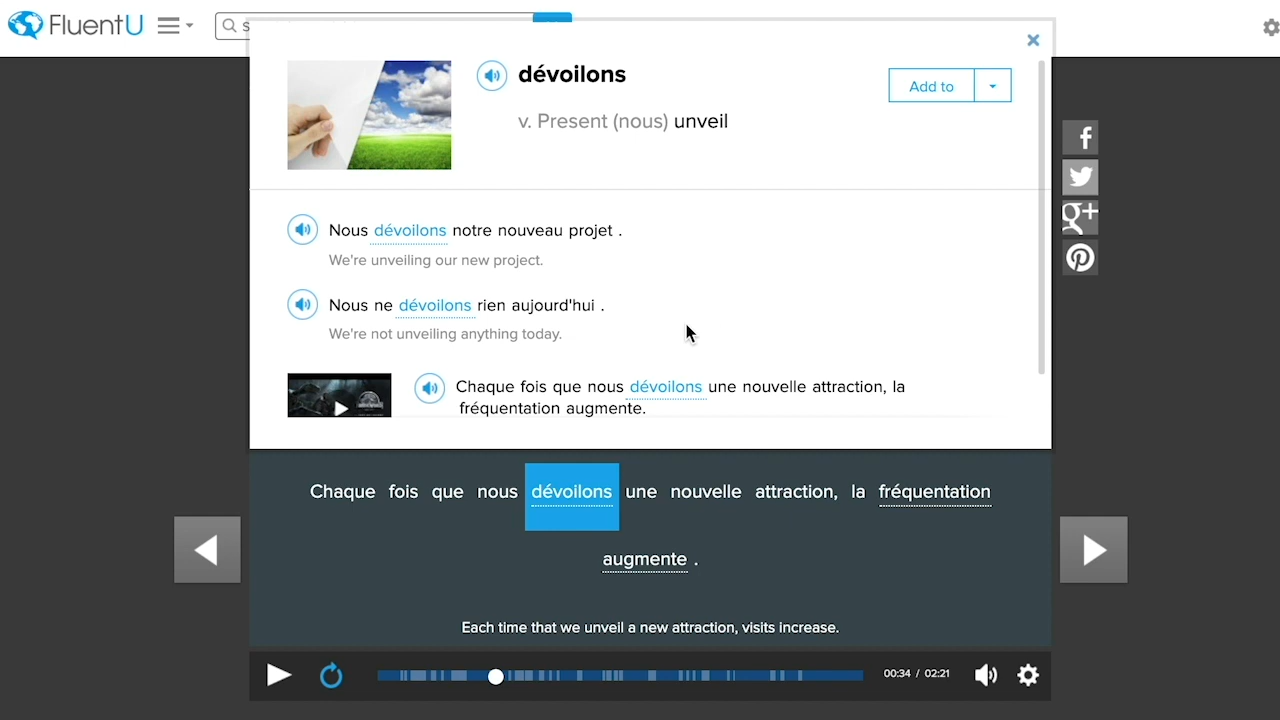 FluentU
S
dévoilons
Add to
v. Present (nous) unveil
Nous dévoilons notre nouveau projet .
We're unveiling our new project.
Nous ne dévoilons rien aujourd'hui .
We're not unveiling anything today.
Chaque fois que nous dévoilons une nouvelle attraction, la
fréquentation augmente.
Chaque fois que nous dévoilons une nouvelle attraction, la fréquentation
augmente .
Each time that we unveil a new attraction, visits increase.
00:34 / 02:21